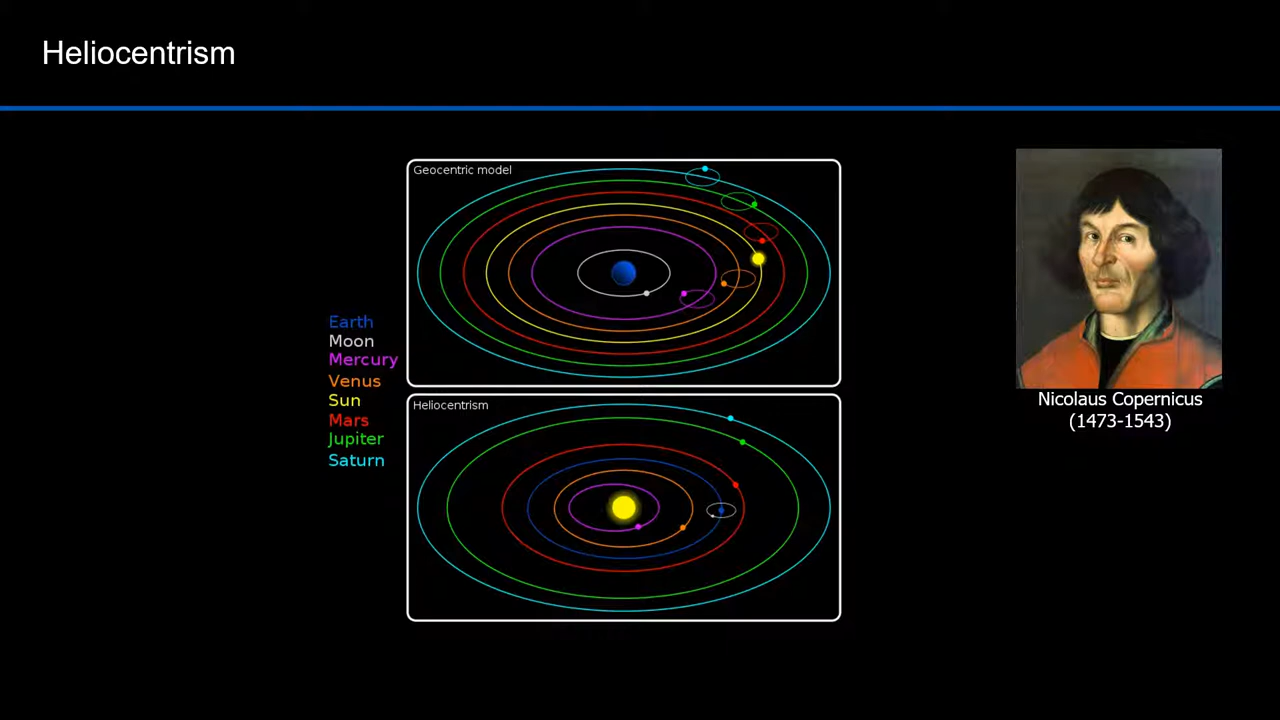 Heliocentrism
Geocentric model
Earth
Moon
Mercury
Venus
Sun
Mars
Jupiter
Saturn
Heliocentrism
Nicolaus Copernicus
(1473-1543)